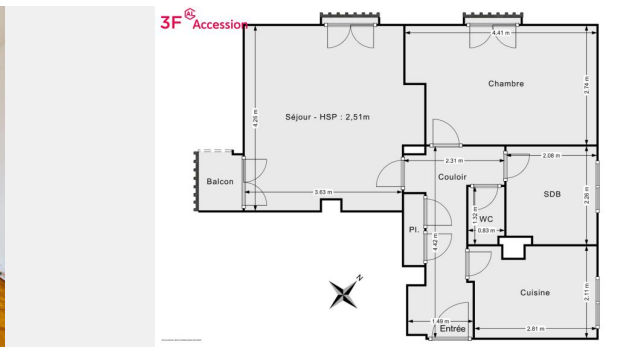 3F AL Accession
4.41 m
Chambre
2.74 m
4.26 m
Séjour - HSP : 2,51m
2.31 m
2.08 m
Couloir
Balcon
3.63 m
SDB
2.26 m
1.52 m
WC
0.83 m
Pl.
4.42 m
N
Cuisine
2.11 m
1.49 m
Entrée
2.81 m